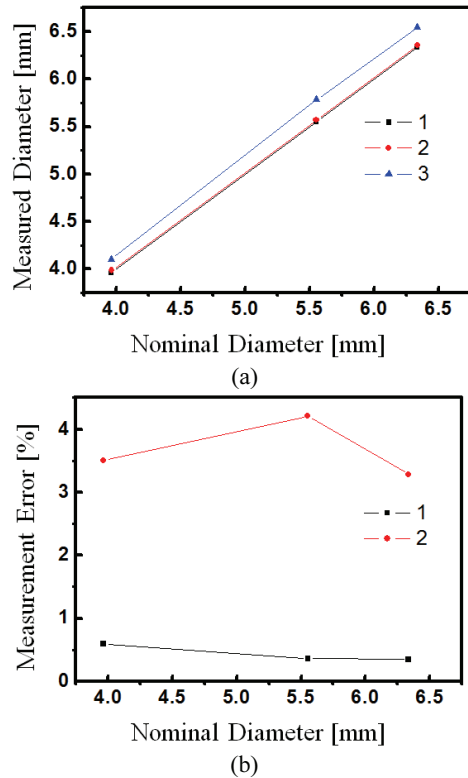 Measured Diameter [mm]
6.5
6.0
5.5
5.0
4.5
4.0
1
2
3
4.0 4.5 5.0 5.5 6.0 6.5
Nominal Diameter [mm]
(a)
Measurement Error [%]
4
3
2
1
0
1
2
4.0 4.5 5.0 5.5 6.0 6.5
Nominal Diameter [mm]
(b)